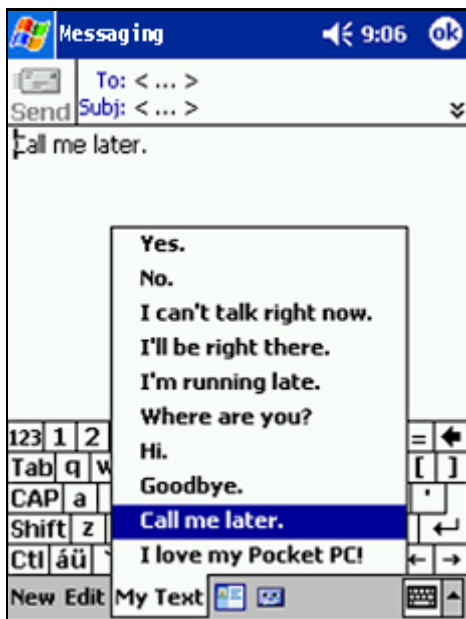 Messaging 9:06 ok
To: < ... >
Send Subj: < ... >
Call me later.
Yes.
No.
I can't talk right now.
I'll be right there.
I'm running late.
Where are you?
Hi.
Goodbye.
Call me later.
I love my Pocket PC!
123 1 2 =
Tab q w [ ]
CAP a '
Shift z
Ctl áü `
New Edit My Text